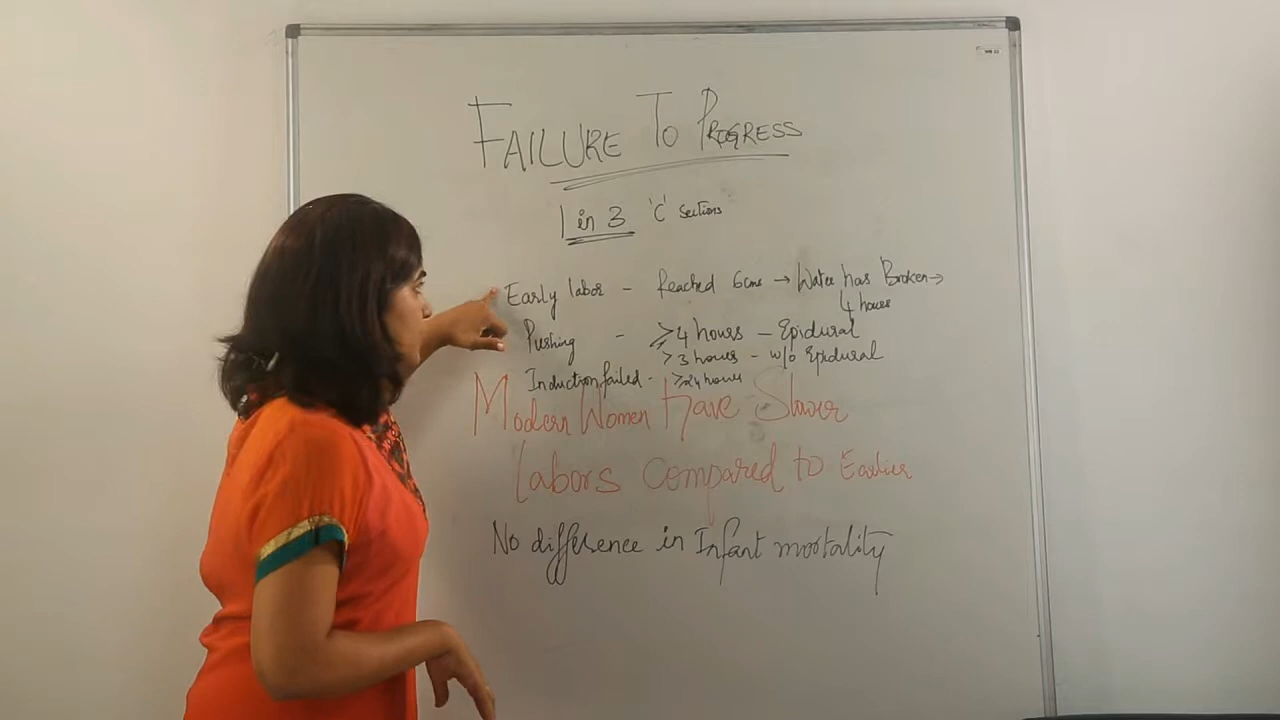 FAILURE TO PROGRESS
1 in 3 'C' Sections
Early labor - Reached 6cms → Water has Broken →
4 hours
Pushing - ≥4 hours - Epidural
>3 hours - w/o Epidural
Induction failed - ≥24 hours
Modern Women Have Slower
Labors compared to Earlier
No difference in Infant mortality